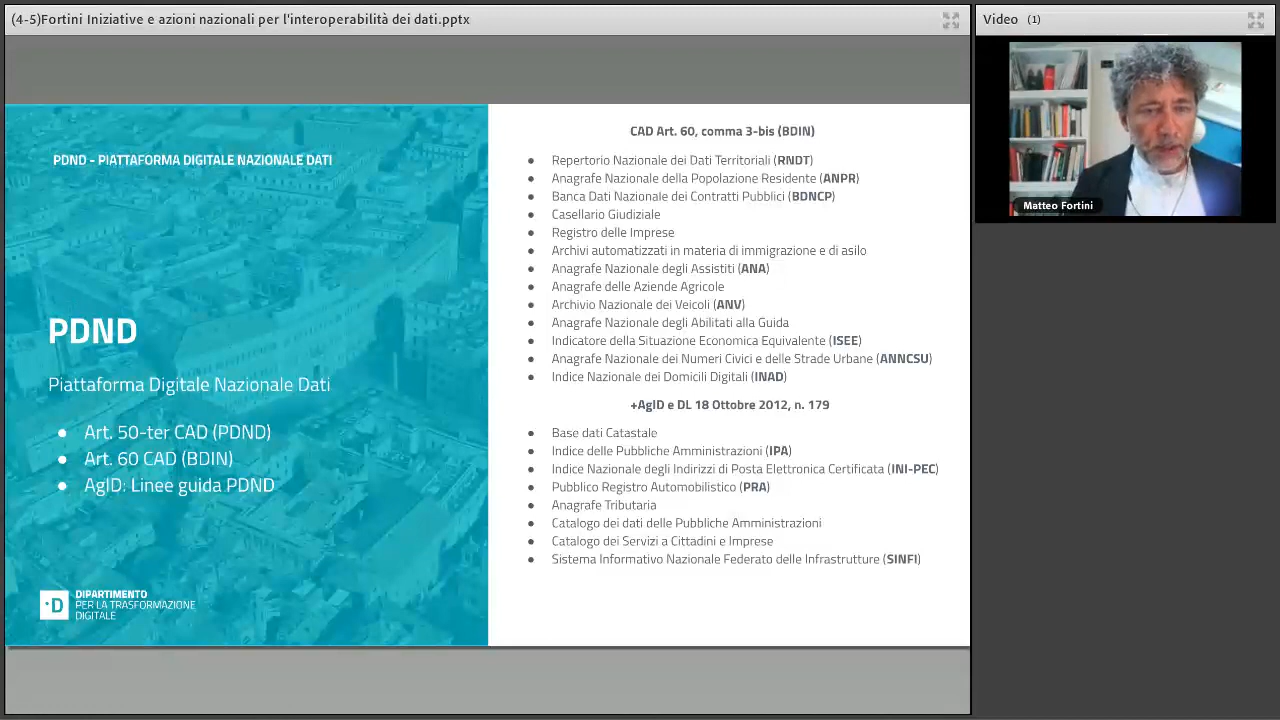 (4-5)Fortini Iniziative e azioni nazionali per l'interoperabilità dei dati.pptx
Video (1)
Matteo Fortini
PDND - PIATTAFORMA DIGITALE NAZIONALE DATI
PDND
Piattaforma Digitale Nazionale Dati
● Art. 50-ter CAD (PDND)
● Art. 60 CAD (BDIN)
● AgID: Linee guida PDND
·D
DIPARTIMENTO
PER LA TRASFORMAZIONE
DIGITALE
CAD Art. 60, comma 3-bis (BDIN)
● Repertorio Nazionale dei Dati Territoriali (RNDT)
● Anagrafe Nazionale della Popolazione Residente (ANPR)
● Banca Dati Nazionale dei Contratti Pubblici (BDNCP)
● Casellario Giudiziale
● Registro delle Imprese
● Archivi automatizzati in materia di immigrazione e di asilo
● Anagrafe Nazionale degli Assistiti (ANA)
● Anagrafe delle Aziende Agricole
● Archivio Nazionale dei Veicoli (ANV)
● Anagrafe Nazionale degli Abilitati alla Guida
● Indicatore della Situazione Economica Equivalente (ISEE)
● Anagrafe Nazionale dei Numeri Civici e delle Strade Urbane (ANNCSU)
● Indice Nazionale dei Domicili Digitali (INAD)
+AgID e DL 18 Ottobre 2012, n. 179
● Base dati Catastale
● Indice delle Pubbliche Amministrazioni (IPA)
● Indice Nazionale degli Indirizzi di Posta Elettronica Certificata (INI-PEC)
● Pubblico Registro Automobilistico (PRA)
● Anagrafe Tributaria
● Catalogo dei dati delle Pubbliche Amministrazioni
● Catalogo dei Servizi a Cittadini e Imprese
● Sistema Informativo Nazionale Federato delle Infrastrutture (SINFI)